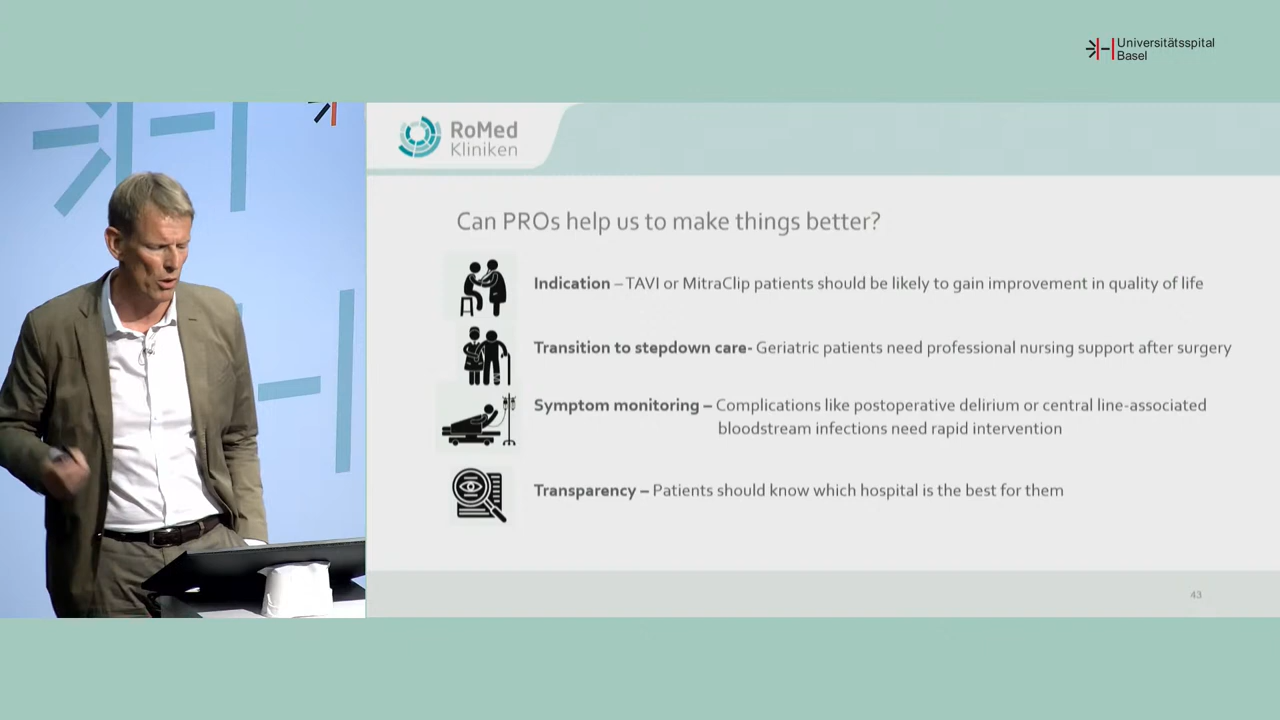 Universitätsspital
Basel
RoMed
Kliniken
Can PROs help us to make things better?
Indication – TAVI or MitraClip patients should be likely to gain improvement in quality of life
Transition to stepdown care- Geriatric patients need professional nursing support after surgery
Symptom monitoring – Complications like postoperative delirium or central line-associated
bloodstream infections need rapid intervention
Transparency – Patients should know which hospital is the best for them
43